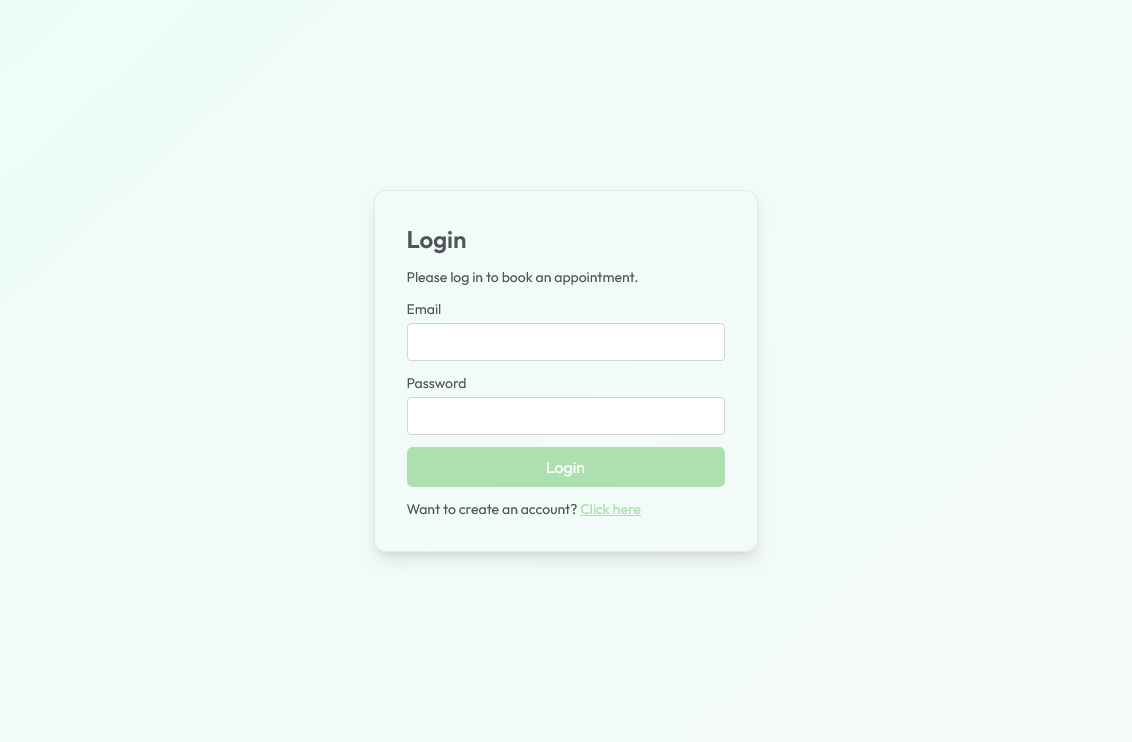 Login
Please log in to book an appointment.
Email
Password
Login
Want to create an account? Click here